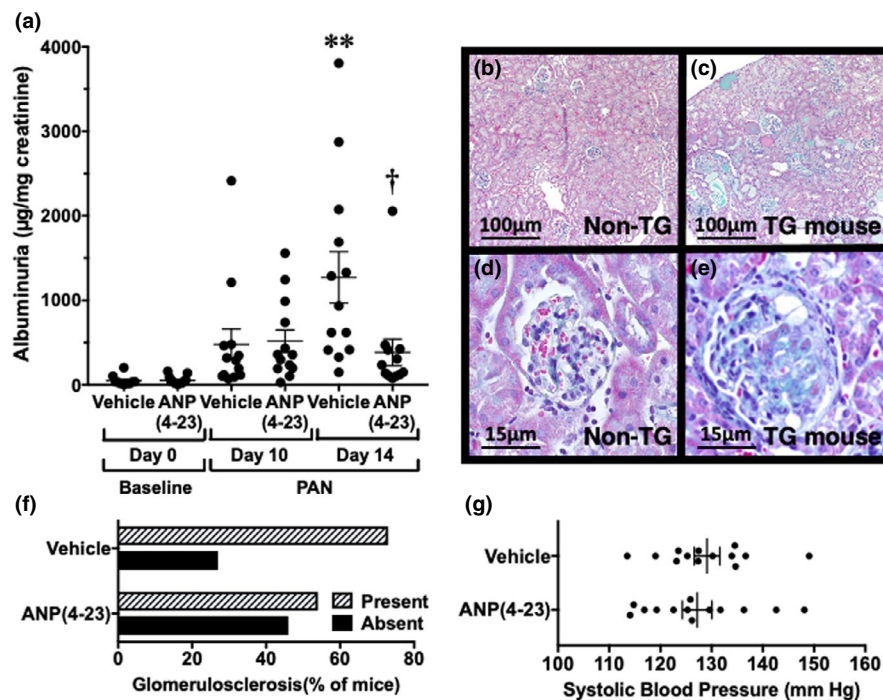 (a)
Albuminuria (µg/mg creatinine)
4000
3000
2000
1000
0
**
†
Vehicle ANP Vehicle ANP Vehicle ANP
(4-23) (4-23) (4-23)
Day 0 Day 10 Day 14
Baseline PAN
(b)
100µm Non-TG
(c)
100µm TG mouse
(d)
15µm Non-TG
(e)
15µm TG mouse
(f)
Vehicle
ANP(4-23)
Present
Absent
0 20 40 60 80
Glomerulosclerosis(% of mice)
(g)
Vehicle
ANP(4-23)
100 110 120 130 140 150 160
Systolic Blood Pressure (mm Hg)